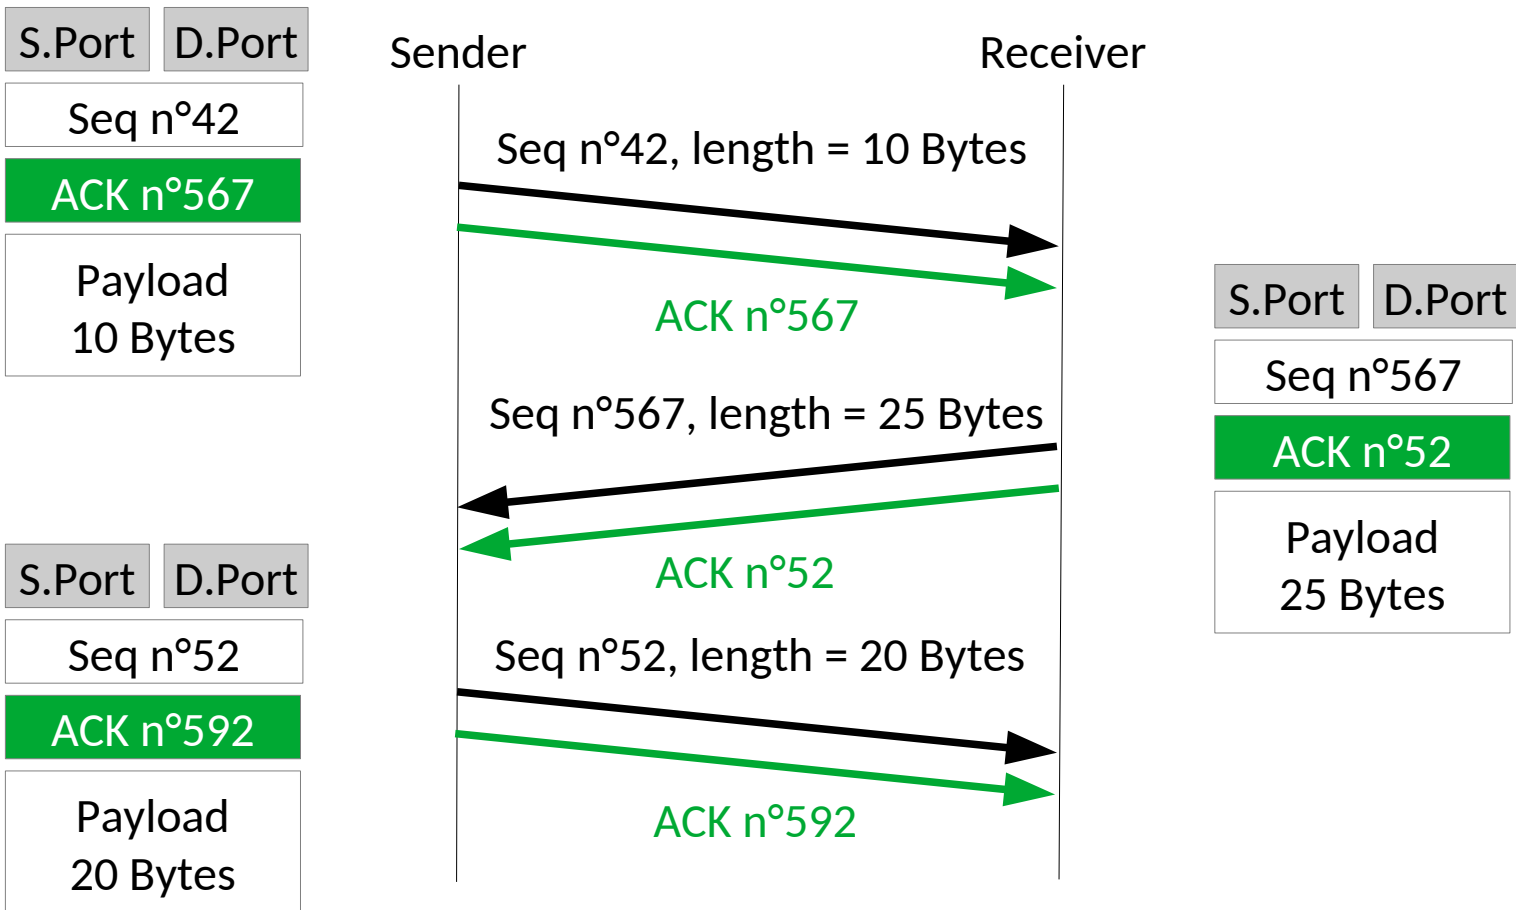 S.Port D.Port
Seq n°42
ACK n°567
Payload
10 Bytes
Sender
Receiver
Seq n°42, length = 10 Bytes
ACK n°567
Seq n°567, length = 25 Bytes
ACK n°52
S.Port D.Port
Seq n°567
ACK n°52
Payload
25 Bytes
S.Port D.Port
Seq n°52
ACK n°592
Payload
20 Bytes
Seq n°52, length = 20 Bytes
ACK n°592